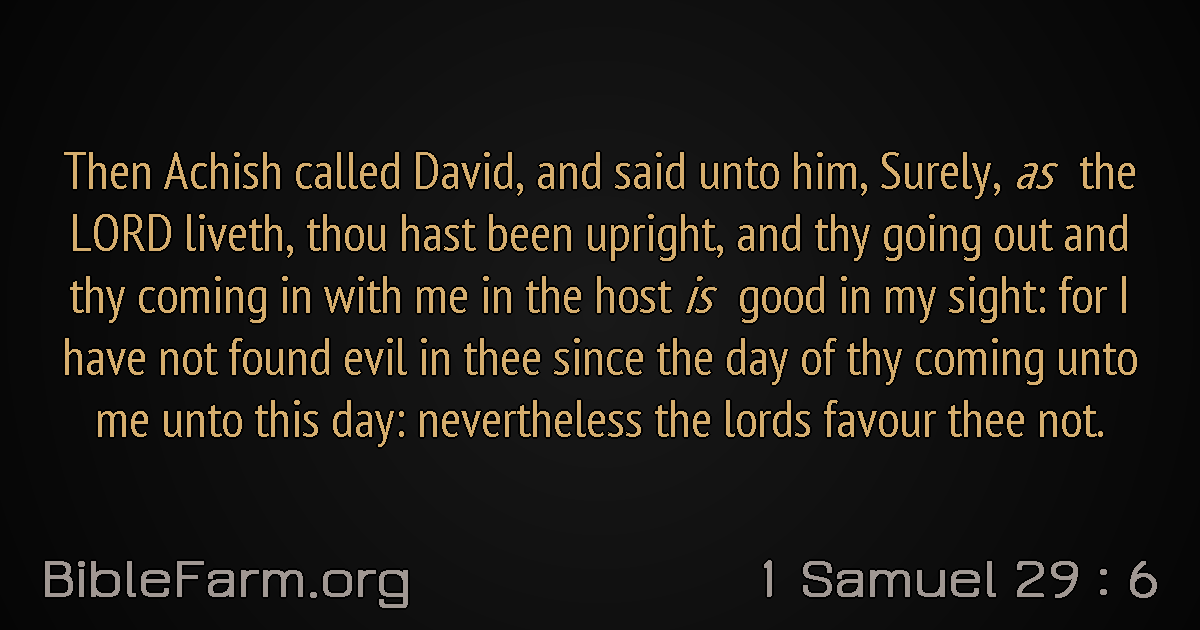 Then Achish called David, and said unto him, Surely, as the
LORD liveth, thou hast been upright, and thy going out and
thy coming in with me in the host is good in my sight: for I
have not found evil in thee since the day of thy coming unto
me unto this day: nevertheless the lords favour thee not.
BibleFarm.org
1 Samuel 29 : 6